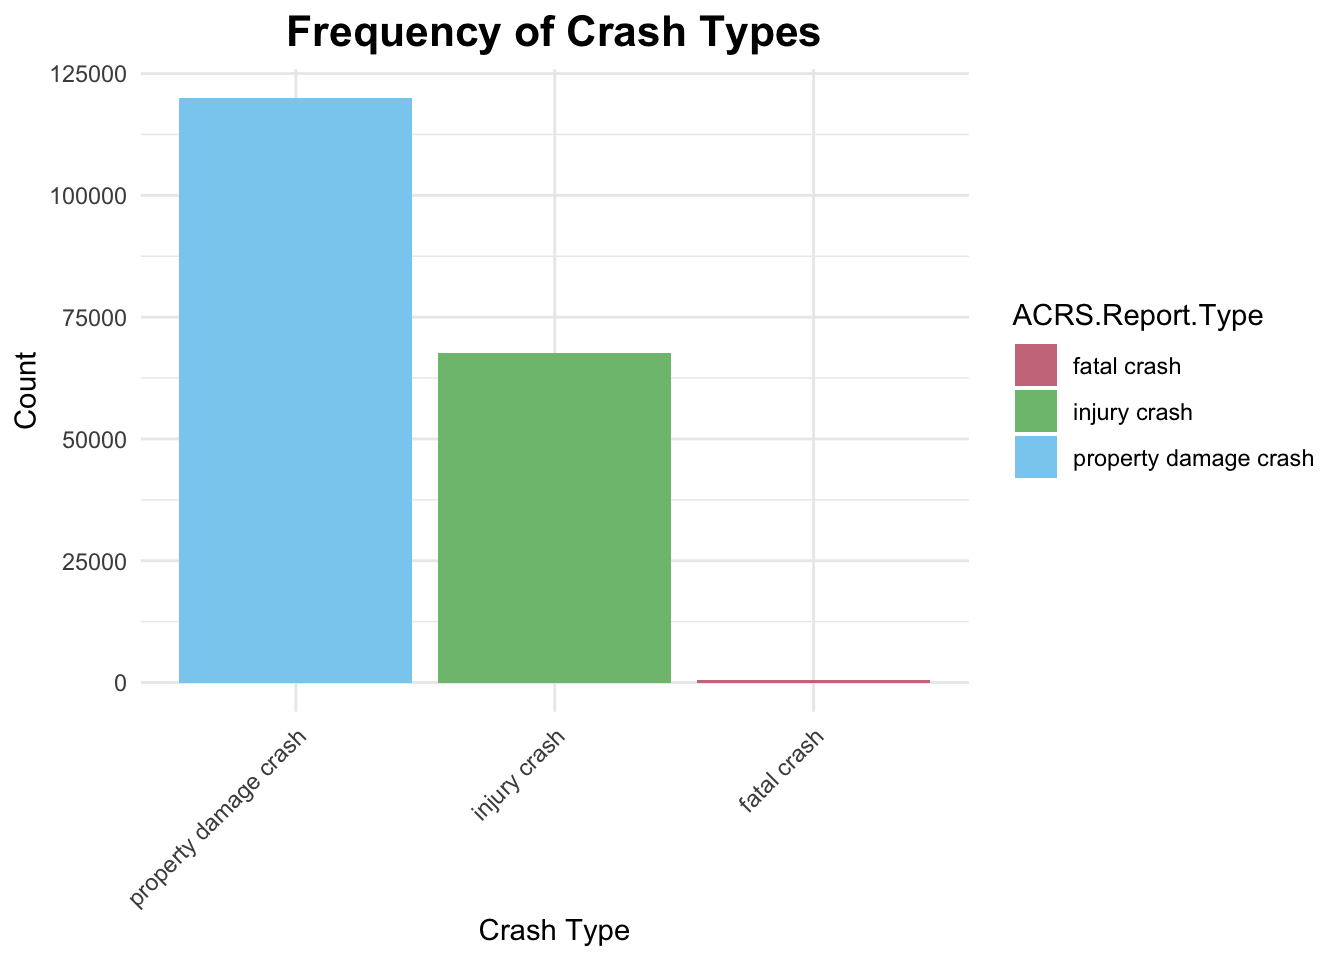 Frequency of Crash Types
125000
100000
75000
50000
25000
0
Count
property damage crash
injury crash
fatal crash
Crash Type
ACRS.Report.Type
fatal crash
injury crash
property damage crash